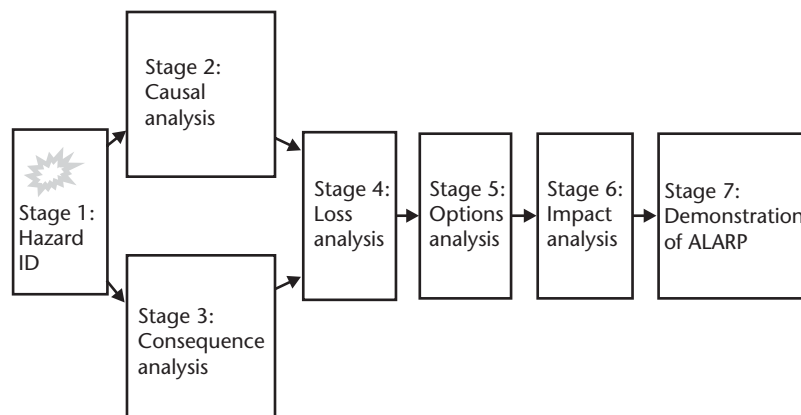 Stage 1:
Hazard
ID
Stage 2:
Causal
analysis
Stage 3:
Consequence
analysis
Stage 4:
Loss
analysis
Stage 5:
Options
analysis
Stage 6:
Impact
analysis
Stage 7:
Demonstration
of ALARP